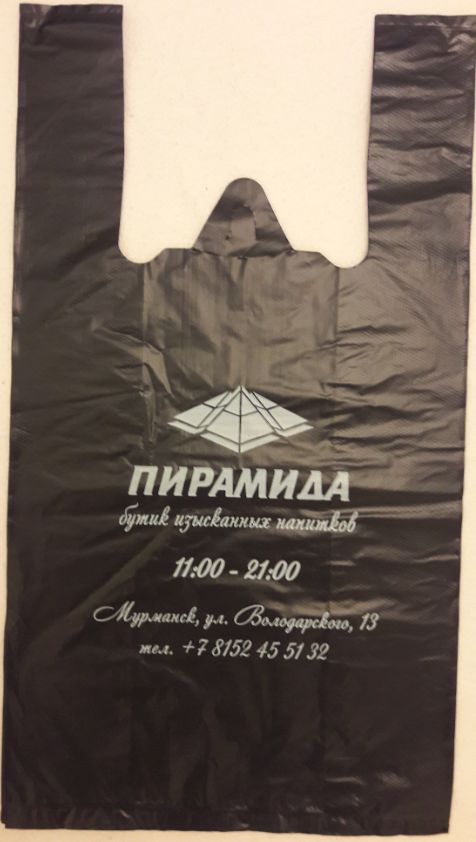 ПИРАМИДА
бутик изысканных напитков
11:00 - 21:00
Мурманск, ул. Володарского, 13
тел. +7 8152 45 51 32